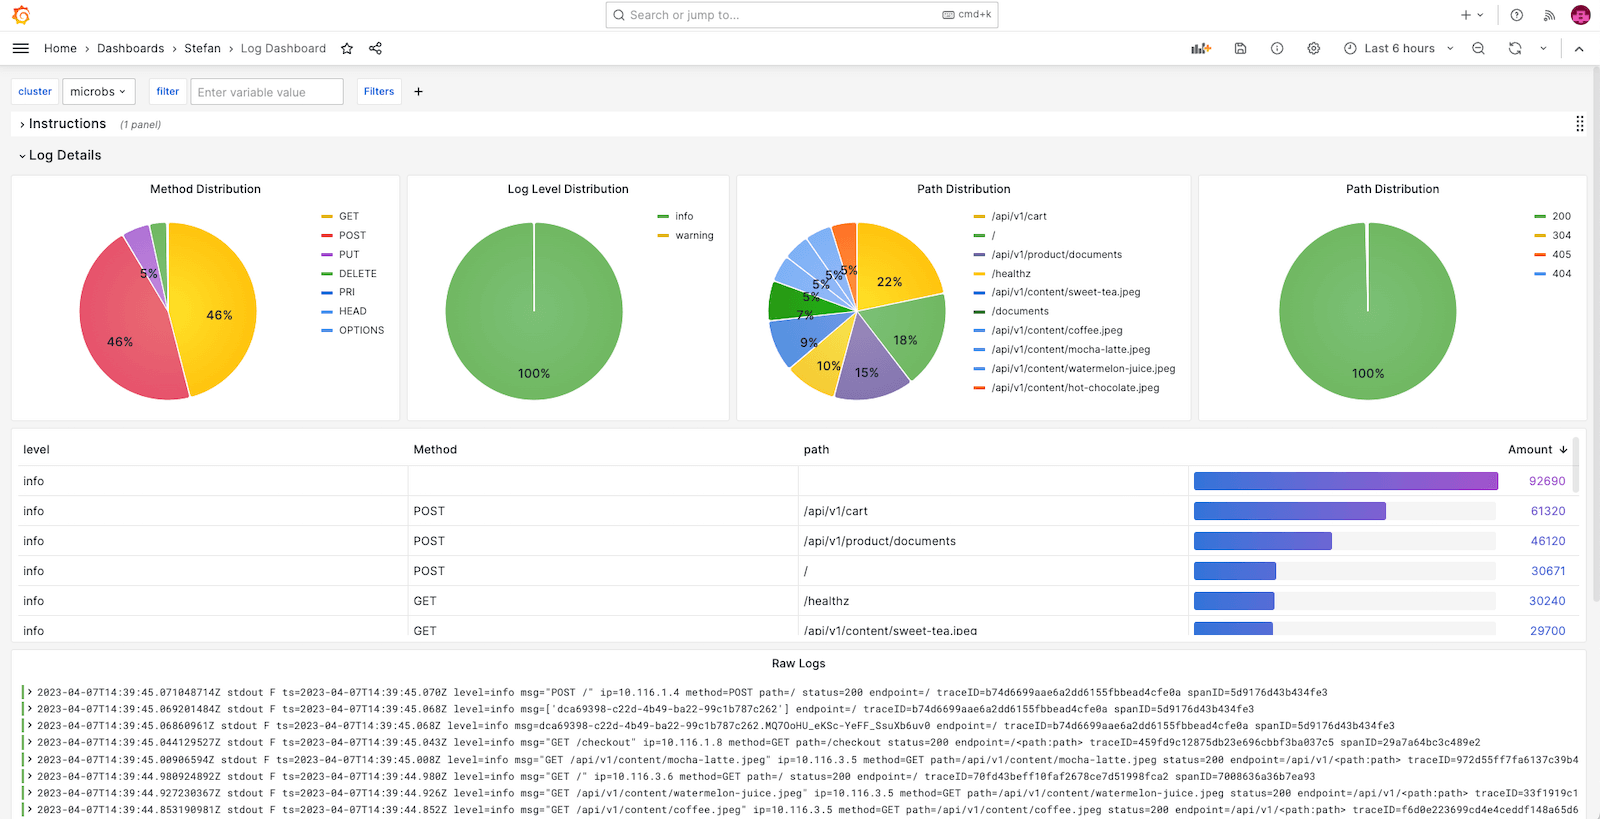 Search or jump to... cmd+k
Home › Dashboards › Stefan › Log Dashboard Last 6 hours
cluster microbs filter Enter variable value Filters +
Instructions (1 panel)
Log Details
Method Distribution
46%
46%
5%
GET
POST
PUT
DELETE
PRI
HEAD
OPTIONS
Log Level Distribution
100%
info
warning
Path Distribution
22%
18%
15%
10%
9%
7%
5%
5%
5%
5%
/api/v1/cart
/
/api/v1/product/documents
/healthz
/api/v1/content/sweet-tea.jpeg
/documents
/api/v1/content/coffee.jpeg
/api/v1/content/mocha-latte.jpeg
/api/v1/content/watermelon-juice.jpeg
/api/v1/content/hot-chocolate.jpeg
Path Distribution
100%
200
304
405
404
level Method path Amount ↓
info 92690
info POST /api/v1/cart 61320
info POST /api/v1/product/documents 46120
info POST / 30671
info GET /healthz 30240
info GET /api/v1/content/sweet-tea.jpeg 29700
Raw Logs
2023-04-07T14:39:45.071048714Z stdout F ts=2023-04-07T14:39:45.070Z level=info msg="POST /" ip=10.116.1.4 method=POST path=/ status=200 endpoint=/ traceID=b74d6699aae6a2dd6155fbbead4cfe0a spanID=5d9176d43b434fe3
2023-04-07T14:39:45.069201484Z stdout F ts=2023-04-07T14:39:45.068Z level=info msg=['dca69398-c22d-4b49-ba22-99c1b787c262'] endpoint=/ traceID=b74d6699aae6a2dd6155fbbead4cfe0a spanID=5d9176d43b434fe3
2023-04-07T14:39:45.06860961Z stdout F ts=2023-04-07T14:39:45.068Z level=info msg=dca69398-c22d-4b49-ba22-99c1b787c262.MQ7OoHU_eKSc-YeFF_SsuXb6uv0 endpoint=/ traceID=b74d6699aae6a2dd6155fbbead4cfe0a spanID=5d9176d43b434fe3
2023-04-07T14:39:45.044129527Z stdout F ts=2023-04-07T14:39:45.043Z level=info msg="GET /checkout" ip=10.116.1.8 method=GET path=/checkout status=200 endpoint=/<path:path> traceID=459fd9c12875db23e696cbbf3ba037c5 spanID=29a7a64bc3c489e2
2023-04-07T14:39:45.00906594Z stdout F ts=2023-04-07T14:39:45.008Z level=info msg="GET /api/v1/content/mocha-latte.jpeg" ip=10.116.3.5 method=GET path=/api/v1/content/mocha-latte.jpeg status=200 endpoint=/api/v1/<path:path> traceID=972d55ff7fa6137c39b4
2023-04-07T14:39:44.980924892Z stdout F ts=2023-04-07T14:39:44.980Z level=info msg="GET /" ip=10.116.3.6 method=GET path=/ status=200 endpoint=/ traceID=70fd43beff10faf2678ce7d51998fca2 spanID=7008636a36b7ea93
2023-04-07T14:39:44.927230367Z stdout F ts=2023-04-07T14:39:44.926Z level=info msg="GET /api/v1/content/watermelon-juice.jpeg" ip=10.116.3.5 method=GET path=/api/v1/content/watermelon-juice.jpeg status=200 endpoint=/api/v1/<path:path> traceID=33f1919c1
2023-04-07T14:39:44.853190981Z stdout F ts=2023-04-07T14:39:44.852Z level=info msg="GET /api/v1/content/coffee.jpeg" ip=10.116.3.5 method=GET path=/api/v1/content/coffee.jpeg status=200 endpoint=/api/v1/<path:path> traceID=f6d0e223699cd4e4ceddf148a65d6